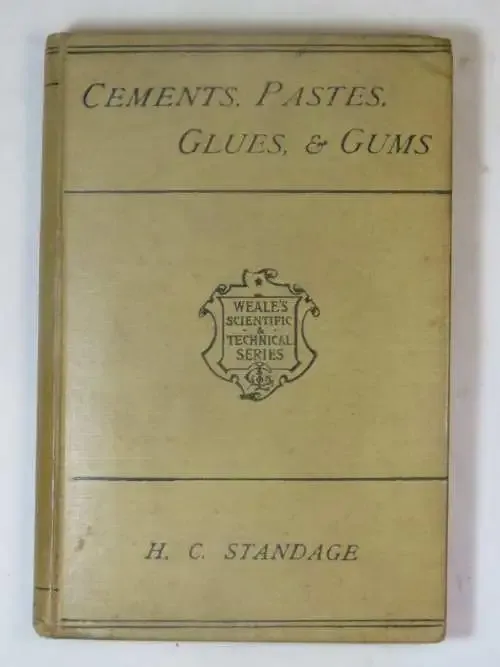 CEMENTS, PASTES,
GLUES, & GUMS
WEALE'S
SCIENTIFIC
&
TECHNICAL
SERIES
H. C. STANDAGE